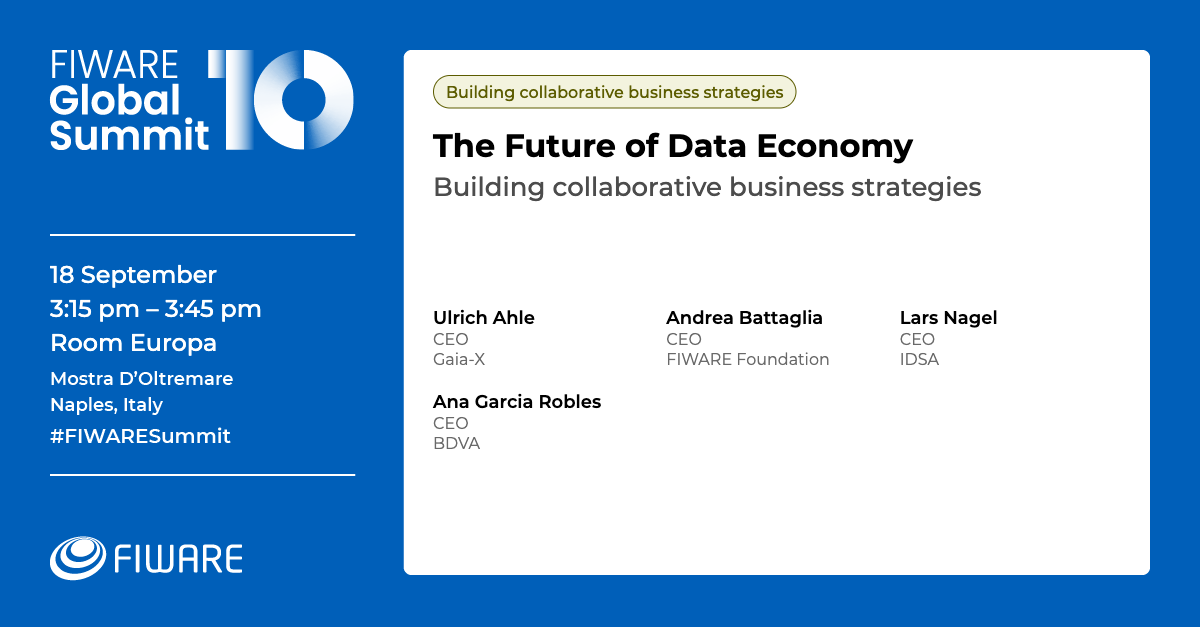 FIWARE
Global
Summit
10
18 September
3:15 pm – 3:45 pm
Room Europa
Mostra D’Oltremare
Naples, Italy
#FIWARESummit
FIWARE
Building collaborative business strategies
The Future of Data Economy
Building collaborative business strategies
Ulrich Ahle
CEO
Gaia-X
Andrea Battaglia
CEO
FIWARE Foundation
Lars Nagel
CEO
IDSA
Ana Garcia Robles
CEO
BDVA